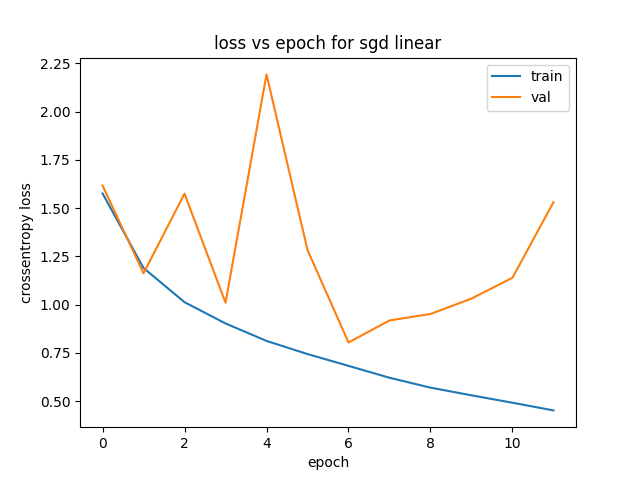 loss vs epoch for sgd linear
train
val
crossentropy loss
2.25
2.00
1.75
1.50
1.25
1.00
0.75
0.50
0 2 4 6 8 10
epoch